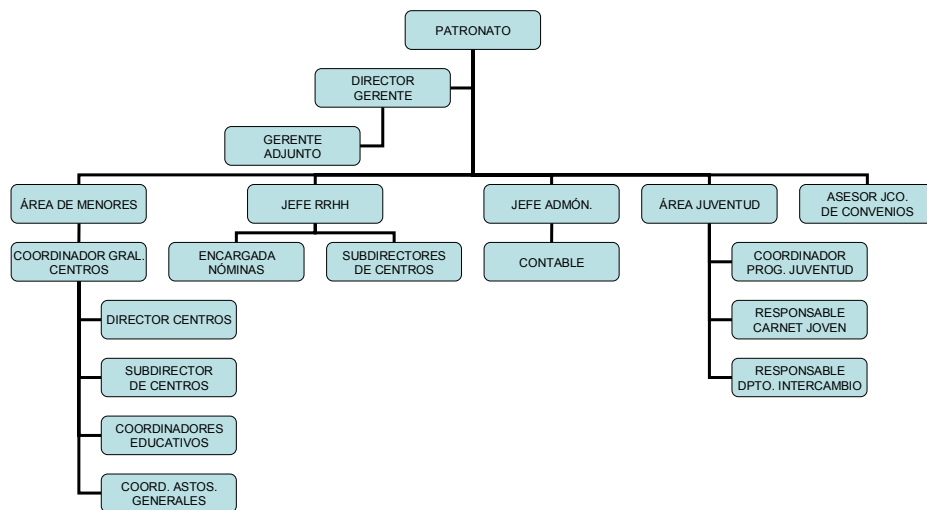 PATRONATO
DIRECTOR
GERENTE
GERENTE
ADJUNTO
ÁREA DE MENORES
JEFE RRHH
JEFE ADMÓN.
ÁREA JUVENTUD
ASESOR JCO.
DE CONVENIOS
COORDINADOR GRAL.
CENTROS
ENCARGADA
NÓMINAS
SUBDIRECTORES
DE CENTROS
CONTABLE
COORDINADOR
PROG. JUVENTUD
DIRECTOR CENTROS
RESPONSABLE
CARNET JOVEN
SUBDIRECTOR
DE CENTROS
RESPONSABLE
DPTO. INTERCAMBIO
COORDINADORES
EDUCATIVOS
COORD. ASTOS.
GENERALES